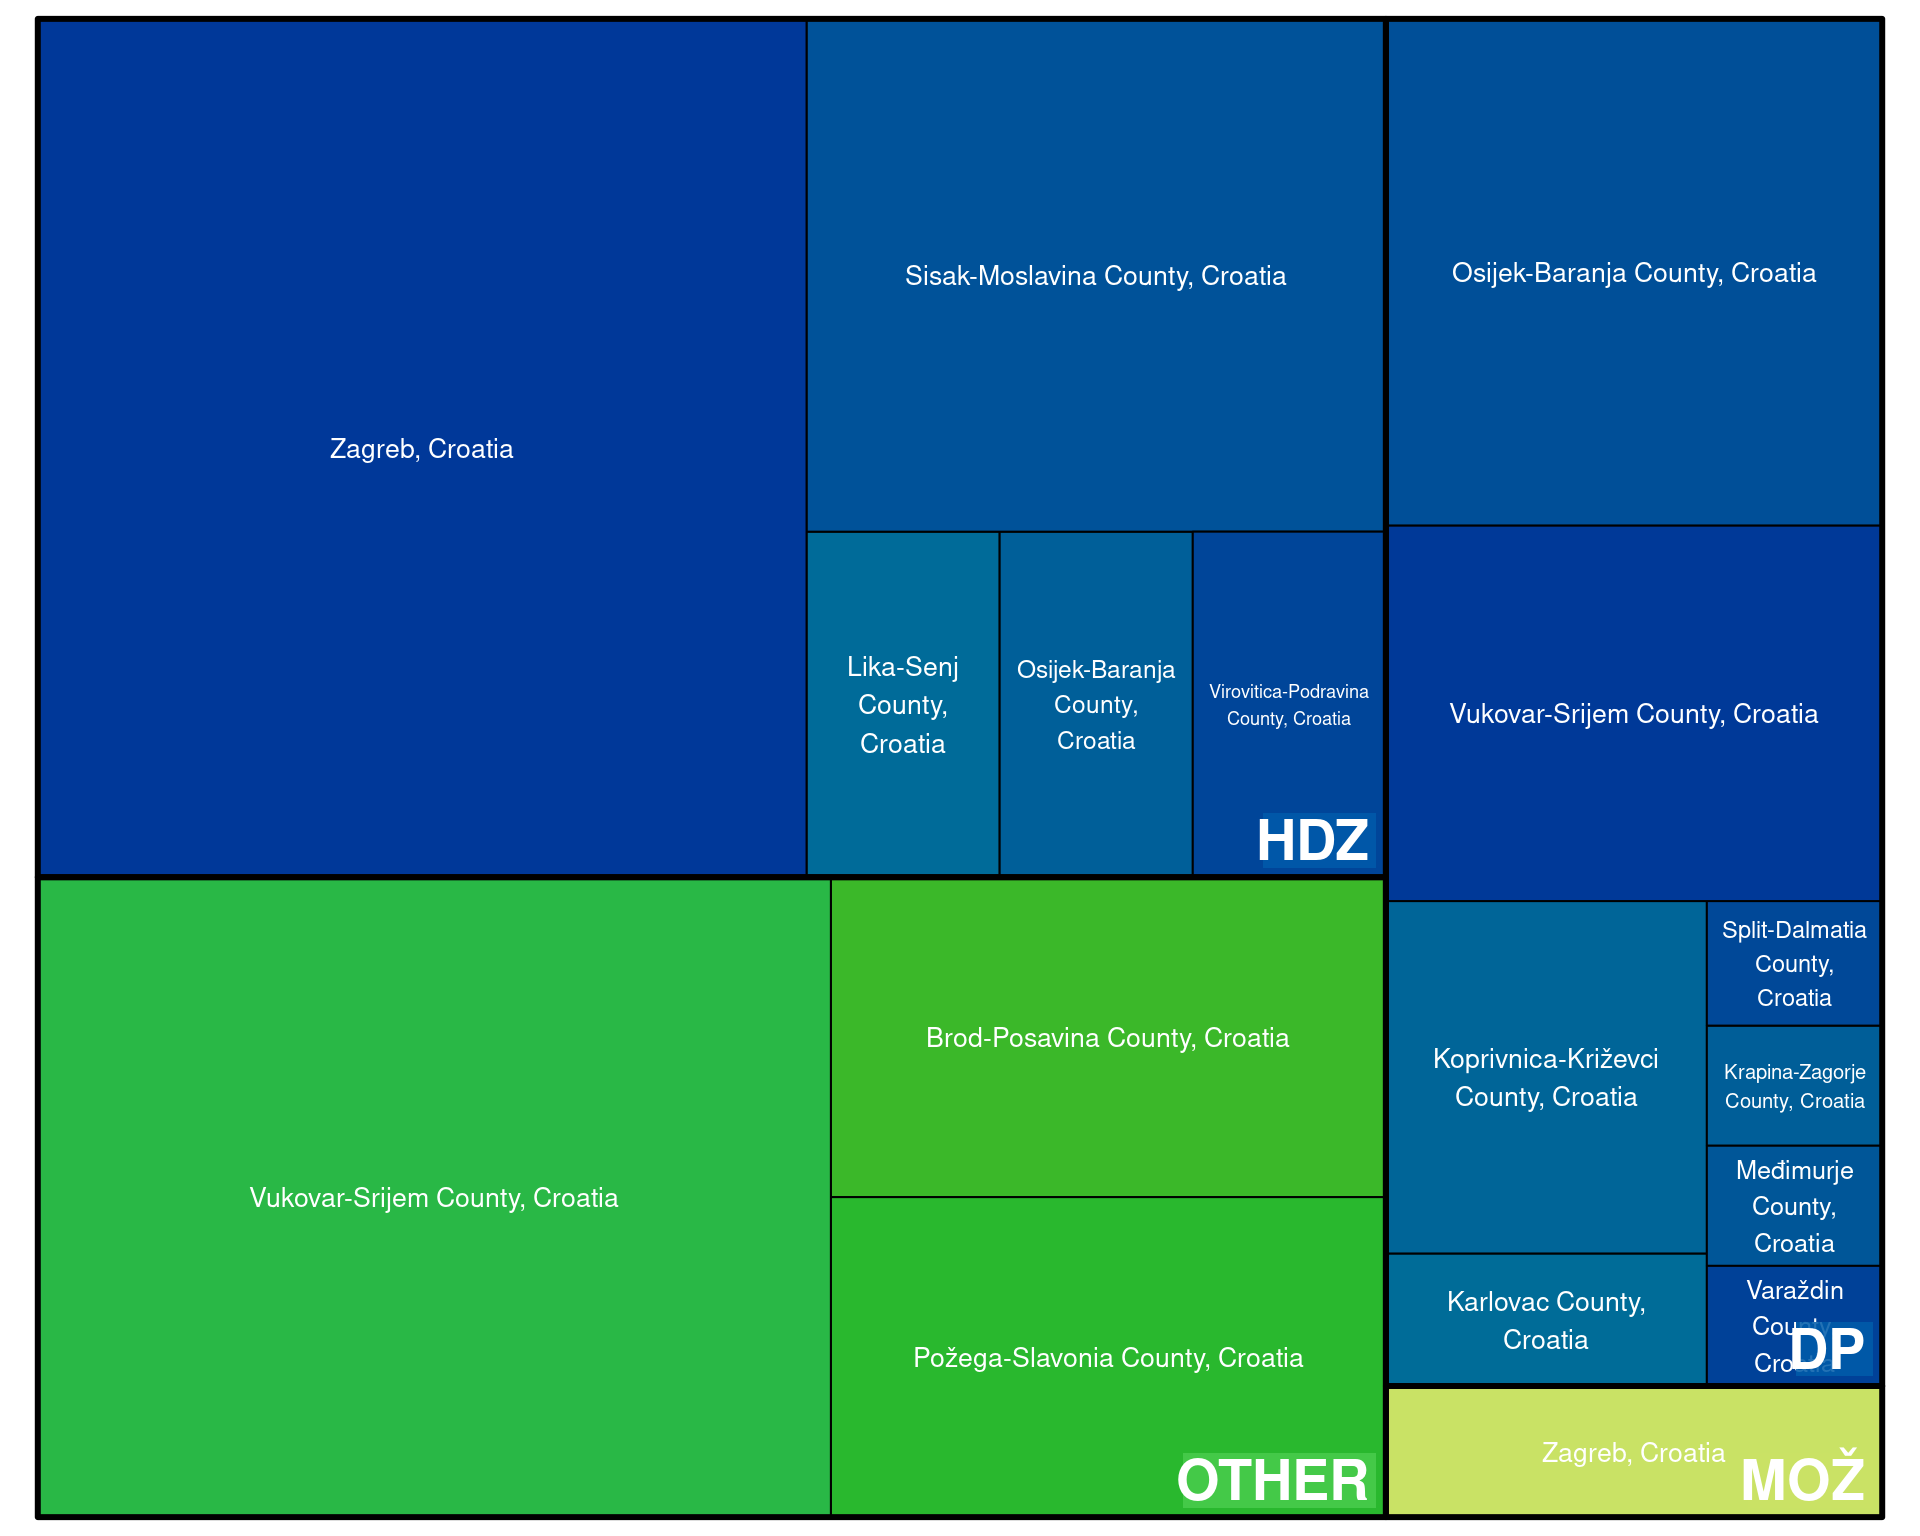 Zagreb, Croatia
Sisak-Moslavina County, Croatia
Lika-Senj
County,
Croatia
Osijek-Baranja
County,
Croatia
Virovitica-Podravina
County, Croatia
HDZ
Osijek-Baranja County, Croatia
Vukovar-Srijem County, Croatia
Koprivnica-Križevci
County, Croatia
Karlovac County,
Croatia
Split-Dalmatia
County,
Croatia
Krapina-Zagorje
County, Croatia
Međimurje
County,
Croatia
Varaždin
County,
Croatia
DP
Vukovar-Srijem County, Croatia
Brod-Posavina County, Croatia
Požega-Slavonia County, Croatia
OTHER
Zagreb, Croatia
MOŽ